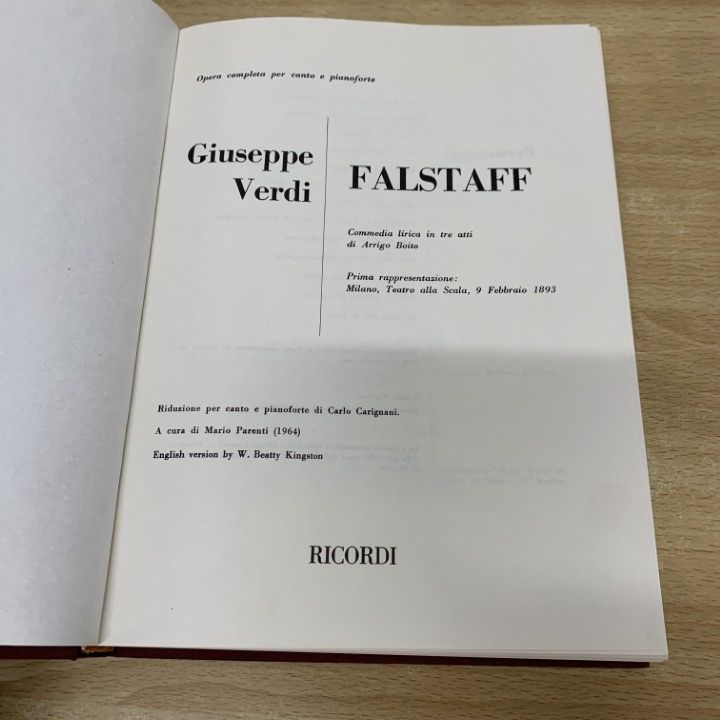 Opera completa per canto e pianoforte
Giuseppe
Verdi
FALSTAFF
Commedia lirica in tre atti
di Arrigo Boito
Prima rappresentazione:
Milano, Teatro alla Scala, 9 Febbraio 1893
Riduzione per canto e pianoforte di Carlo Carignani.
A cura di Mario Parenti (1964)
English version by W. Beatty Kingston
RICORDI